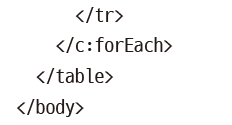 </tr>
</c:forEach>
</table>
</body>